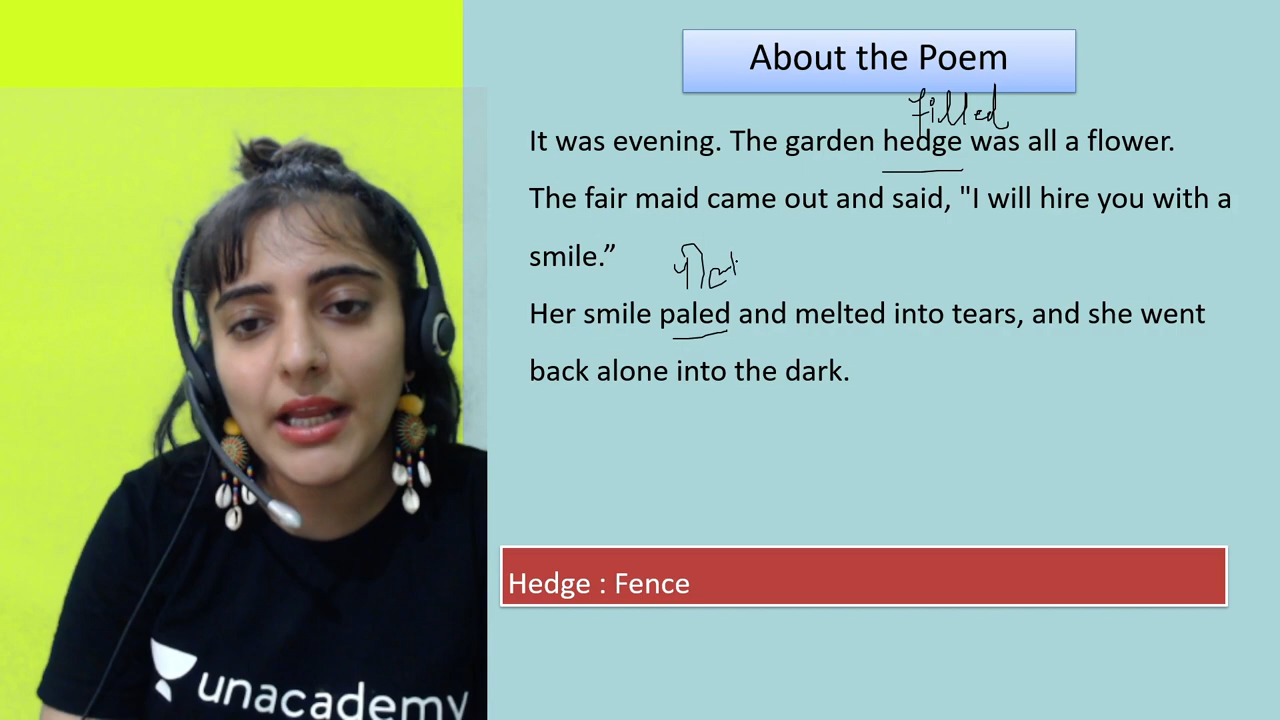 About the Poem
filled
It was evening. The garden hedge was all a flower.
The fair maid came out and said, "I will hire you with a
smile.”
Her smile paled and melted into tears, and she went
back alone into the dark.
Hedge : Fence
unacademy